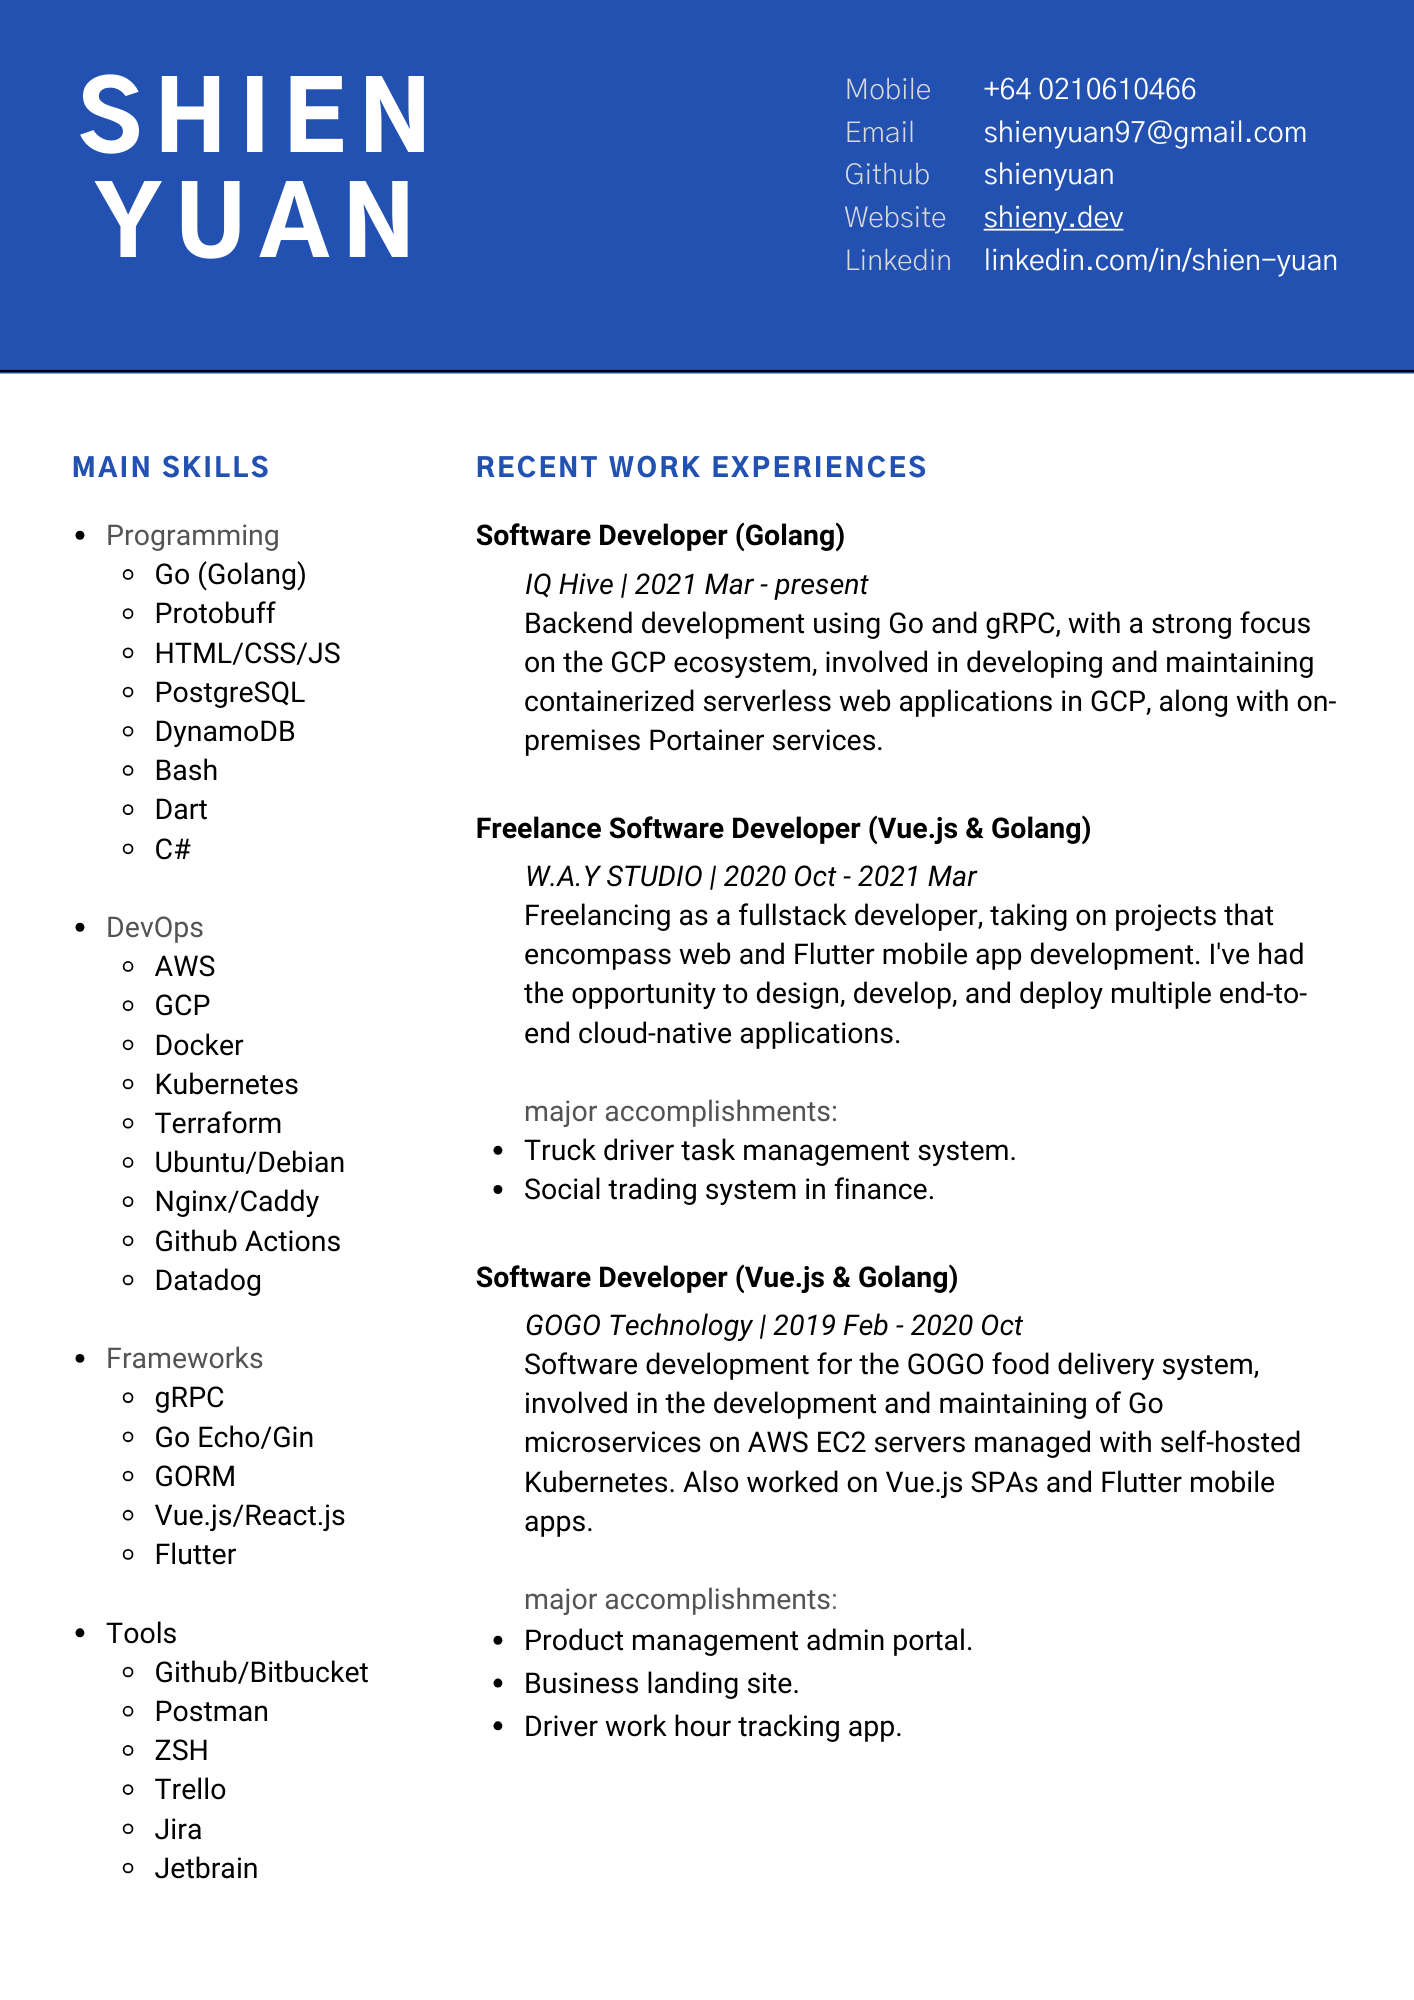 SHIEN
YUAN
Mobile +64 0210610466
Email shienyuan97@gmail.com
Github shienyuan
Website shieny.dev
Linkedin linkedin.com/in/shien-yuan
MAIN SKILLS
• Programming
◦ Go (Golang)
◦ Protobuff
◦ HTML/CSS/JS
◦ PostgreSQL
◦ DynamoDB
◦ Bash
◦ Dart
◦ C#
• DevOps
◦ AWS
◦ GCP
◦ Docker
◦ Kubernetes
◦ Terraform
◦ Ubuntu/Debian
◦ Nginx/Caddy
◦ Github Actions
◦ Datadog
• Frameworks
◦ gRPC
◦ Go Echo/Gin
◦ GORM
◦ Vue.js/React.js
◦ Flutter
• Tools
◦ Github/Bitbucket
◦ Postman
◦ ZSH
◦ Trello
◦ Jira
◦ Jetbrain
RECENT WORK EXPERIENCES
Software Developer (Golang)
IQ Hive | 2021 Mar - present
Backend development using Go and gRPC, with a strong focus
on the GCP ecosystem, involved in developing and maintaining
containerized serverless web applications in GCP, along with on-
premises Portainer services.
Freelance Software Developer (Vue.js & Golang)
W.A.Y STUDIO | 2020 Oct - 2021 Mar
Freelancing as a fullstack developer, taking on projects that
encompass web and Flutter mobile app development. I've had
the opportunity to design, develop, and deploy multiple end-to-
end cloud-native applications.
major accomplishments:
• Truck driver task management system.
• Social trading system in finance.
Software Developer (Vue.js & Golang)
GOGO Technology | 2019 Feb - 2020 Oct
Software development for the GOGO food delivery system,
involved in the development and maintaining of Go
microservices on AWS EC2 servers managed with self-hosted
Kubernetes. Also worked on Vue.js SPAs and Flutter mobile
apps.
major accomplishments:
• Product management admin portal.
• Business landing site.
• Driver work hour tracking app.